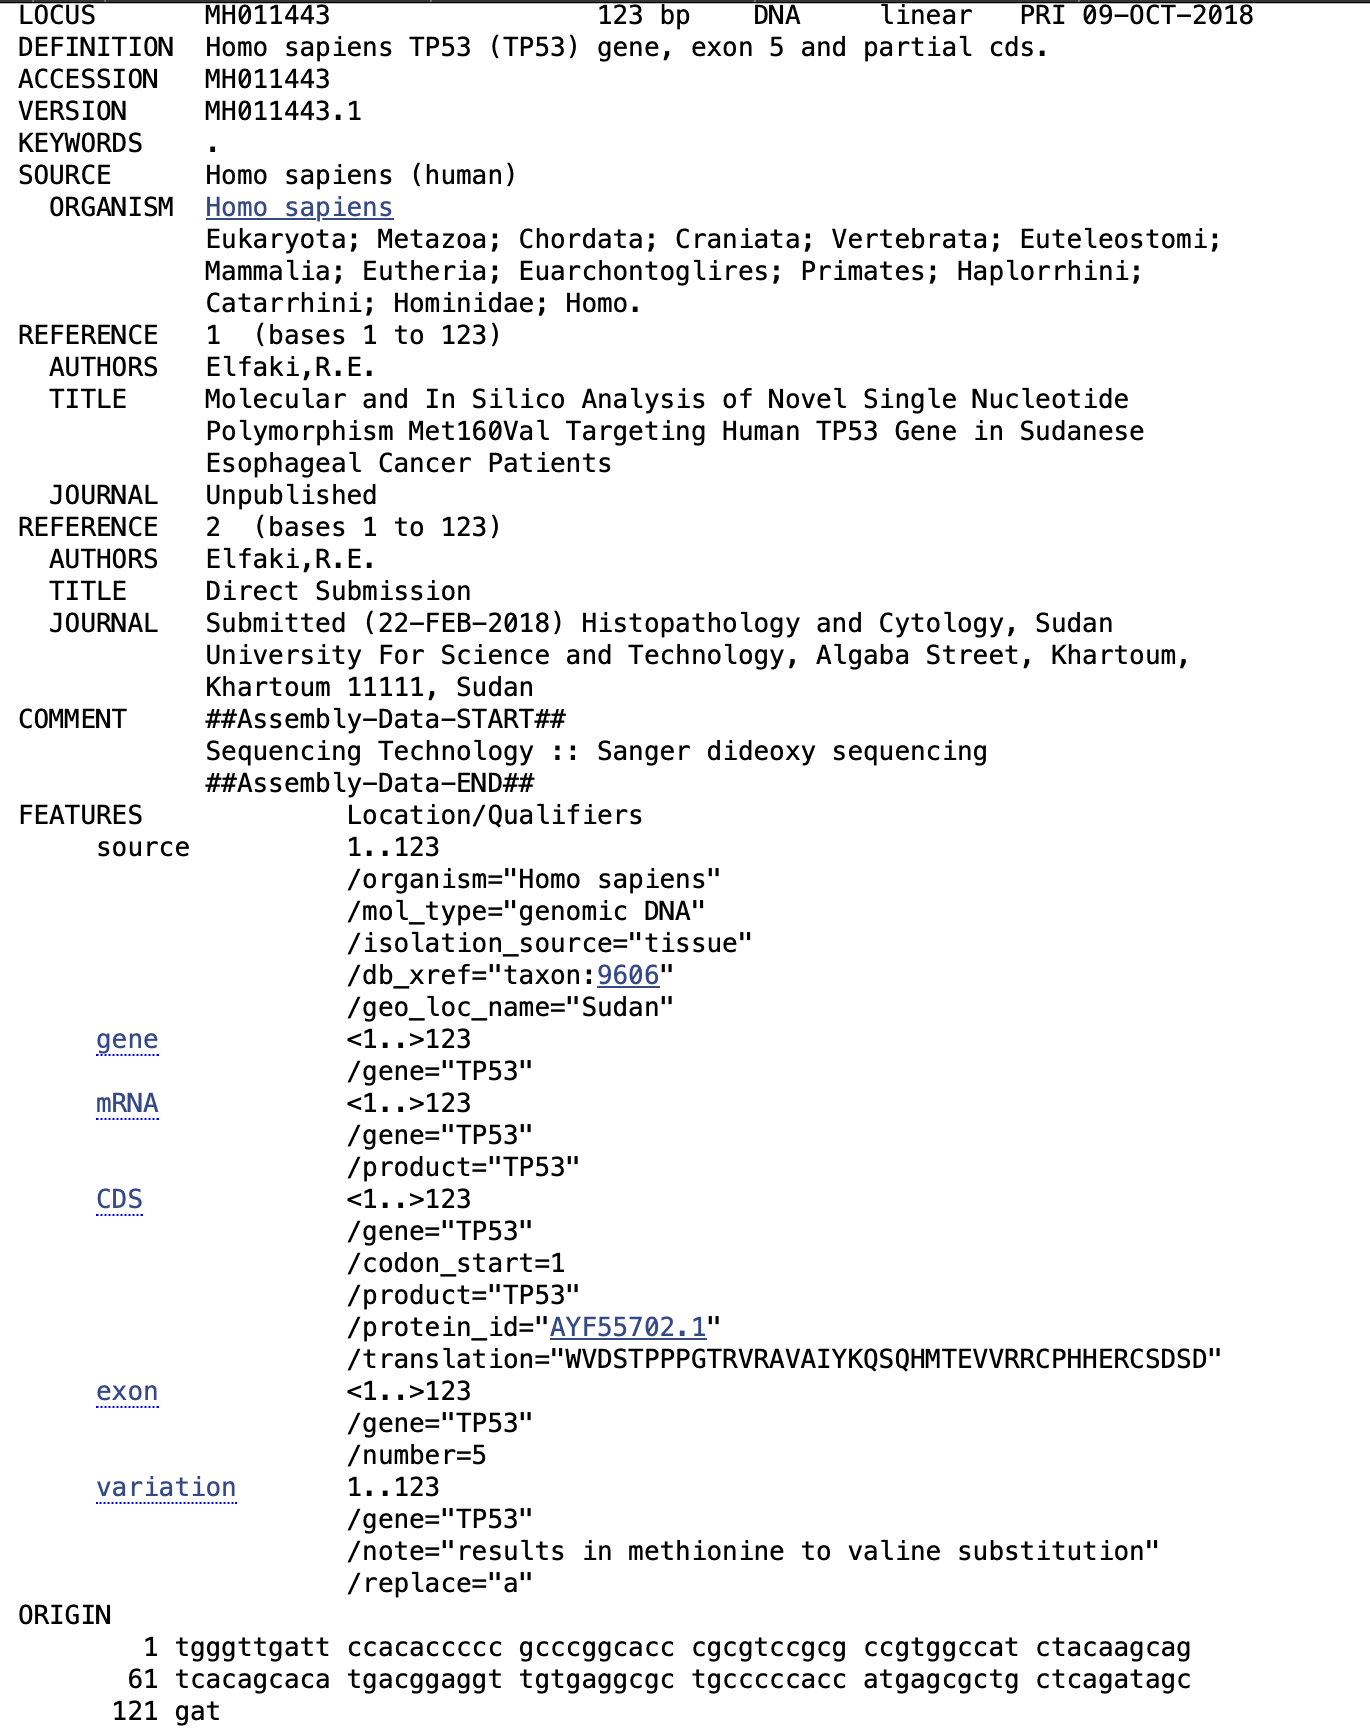 LOCUS       MH011443                 123 bp    DNA     linear   PRI 09-OCT-2018
DEFINITION  Homo sapiens TP53 (TP53) gene, exon 5 and partial cds.
ACCESSION   MH011443
VERSION     MH011443.1
KEYWORDS    .
SOURCE      Homo sapiens (human)
  ORGANISM  Homo sapiens
            Eukaryota; Metazoa; Chordata; Craniata; Vertebrata; Euteleostomi;
            Mammalia; Eutheria; Euarchontoglires; Primates; Haplorrhini;
            Catarrhini; Hominidae; Homo.
REFERENCE   1  (bases 1 to 123)
  AUTHORS   Elfaki,R.E.
  TITLE     Molecular and In Silico Analysis of Novel Single Nucleotide
            Polymorphism Met160Val Targeting Human TP53 Gene in Sudanese
            Esophageal Cancer Patients
  JOURNAL   Unpublished
REFERENCE   2  (bases 1 to 123)
  AUTHORS   Elfaki,R.E.
  TITLE     Direct Submission
  JOURNAL   Submitted (22-FEB-2018) Histopathology and Cytology, Sudan
            University For Science and Technology, Algaba Street, Khartoum,
            Khartoum 11111, Sudan
COMMENT     ##Assembly-Data-START##
            Sequencing Technology :: Sanger dideoxy sequencing
            ##Assembly-Data-END##
FEATURES             Location/Qualifiers
     source          1..123
                     /organism="Homo sapiens"
                     /mol_type="genomic DNA"
                     /isolation_source="tissue"
                     /db_xref="taxon:9606"
                     /geo_loc_name="Sudan"
     gene            <1..>123
                     /gene="TP53"
     mRNA            <1..>123
                     /gene="TP53"
                     /product="TP53"
     CDS             <1..>123
                     /gene="TP53"
                     /codon_start=1
                     /product="TP53"
                     /protein_id="AYF55702.1"
                     /translation="WVDSTPPPGTRVRAVAIYKQSQHMTEVVRRCPHHERCSDSD"
     exon            <1..>123
                     /gene="TP53"
                     /number=5
     variation       1..123
                     /gene="TP53"
                     /note="results in methionine to valine substitution"
                     /replace="a"
ORIGIN
        1 tgggttgatt ccacaccccc gcccggcacc cgcgtccgcg ccgtggccat ctacaagcag
       61 tcacagcaca tgacggaggt tgtgaggcgc tgcccccacc atgagcgctg ctcagatagc
      121 gat